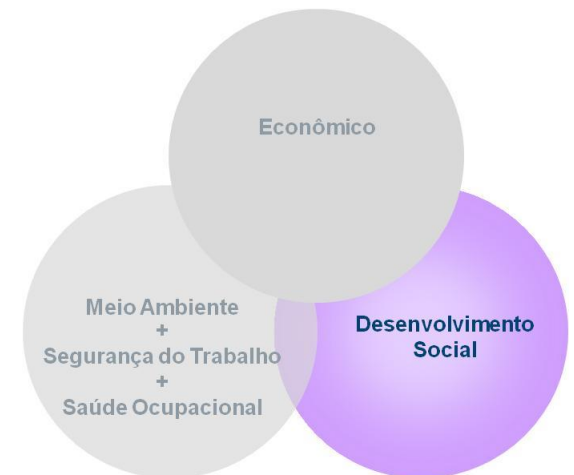 Econômico
Meio Ambiente
+
Segurança do Trabalho
+
Saúde Ocupacional
Desenvolvimento
Social